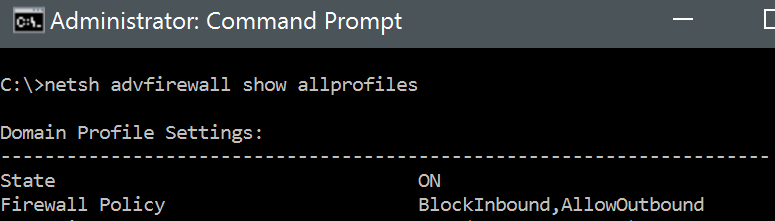 Administrator: Command Prompt
C:\>netsh advfirewall show allprofiles
Domain Profile Settings:
----------------------------------------------------------------------
State                                 ON
Firewall Policy                       BlockInbound,AllowOutbound